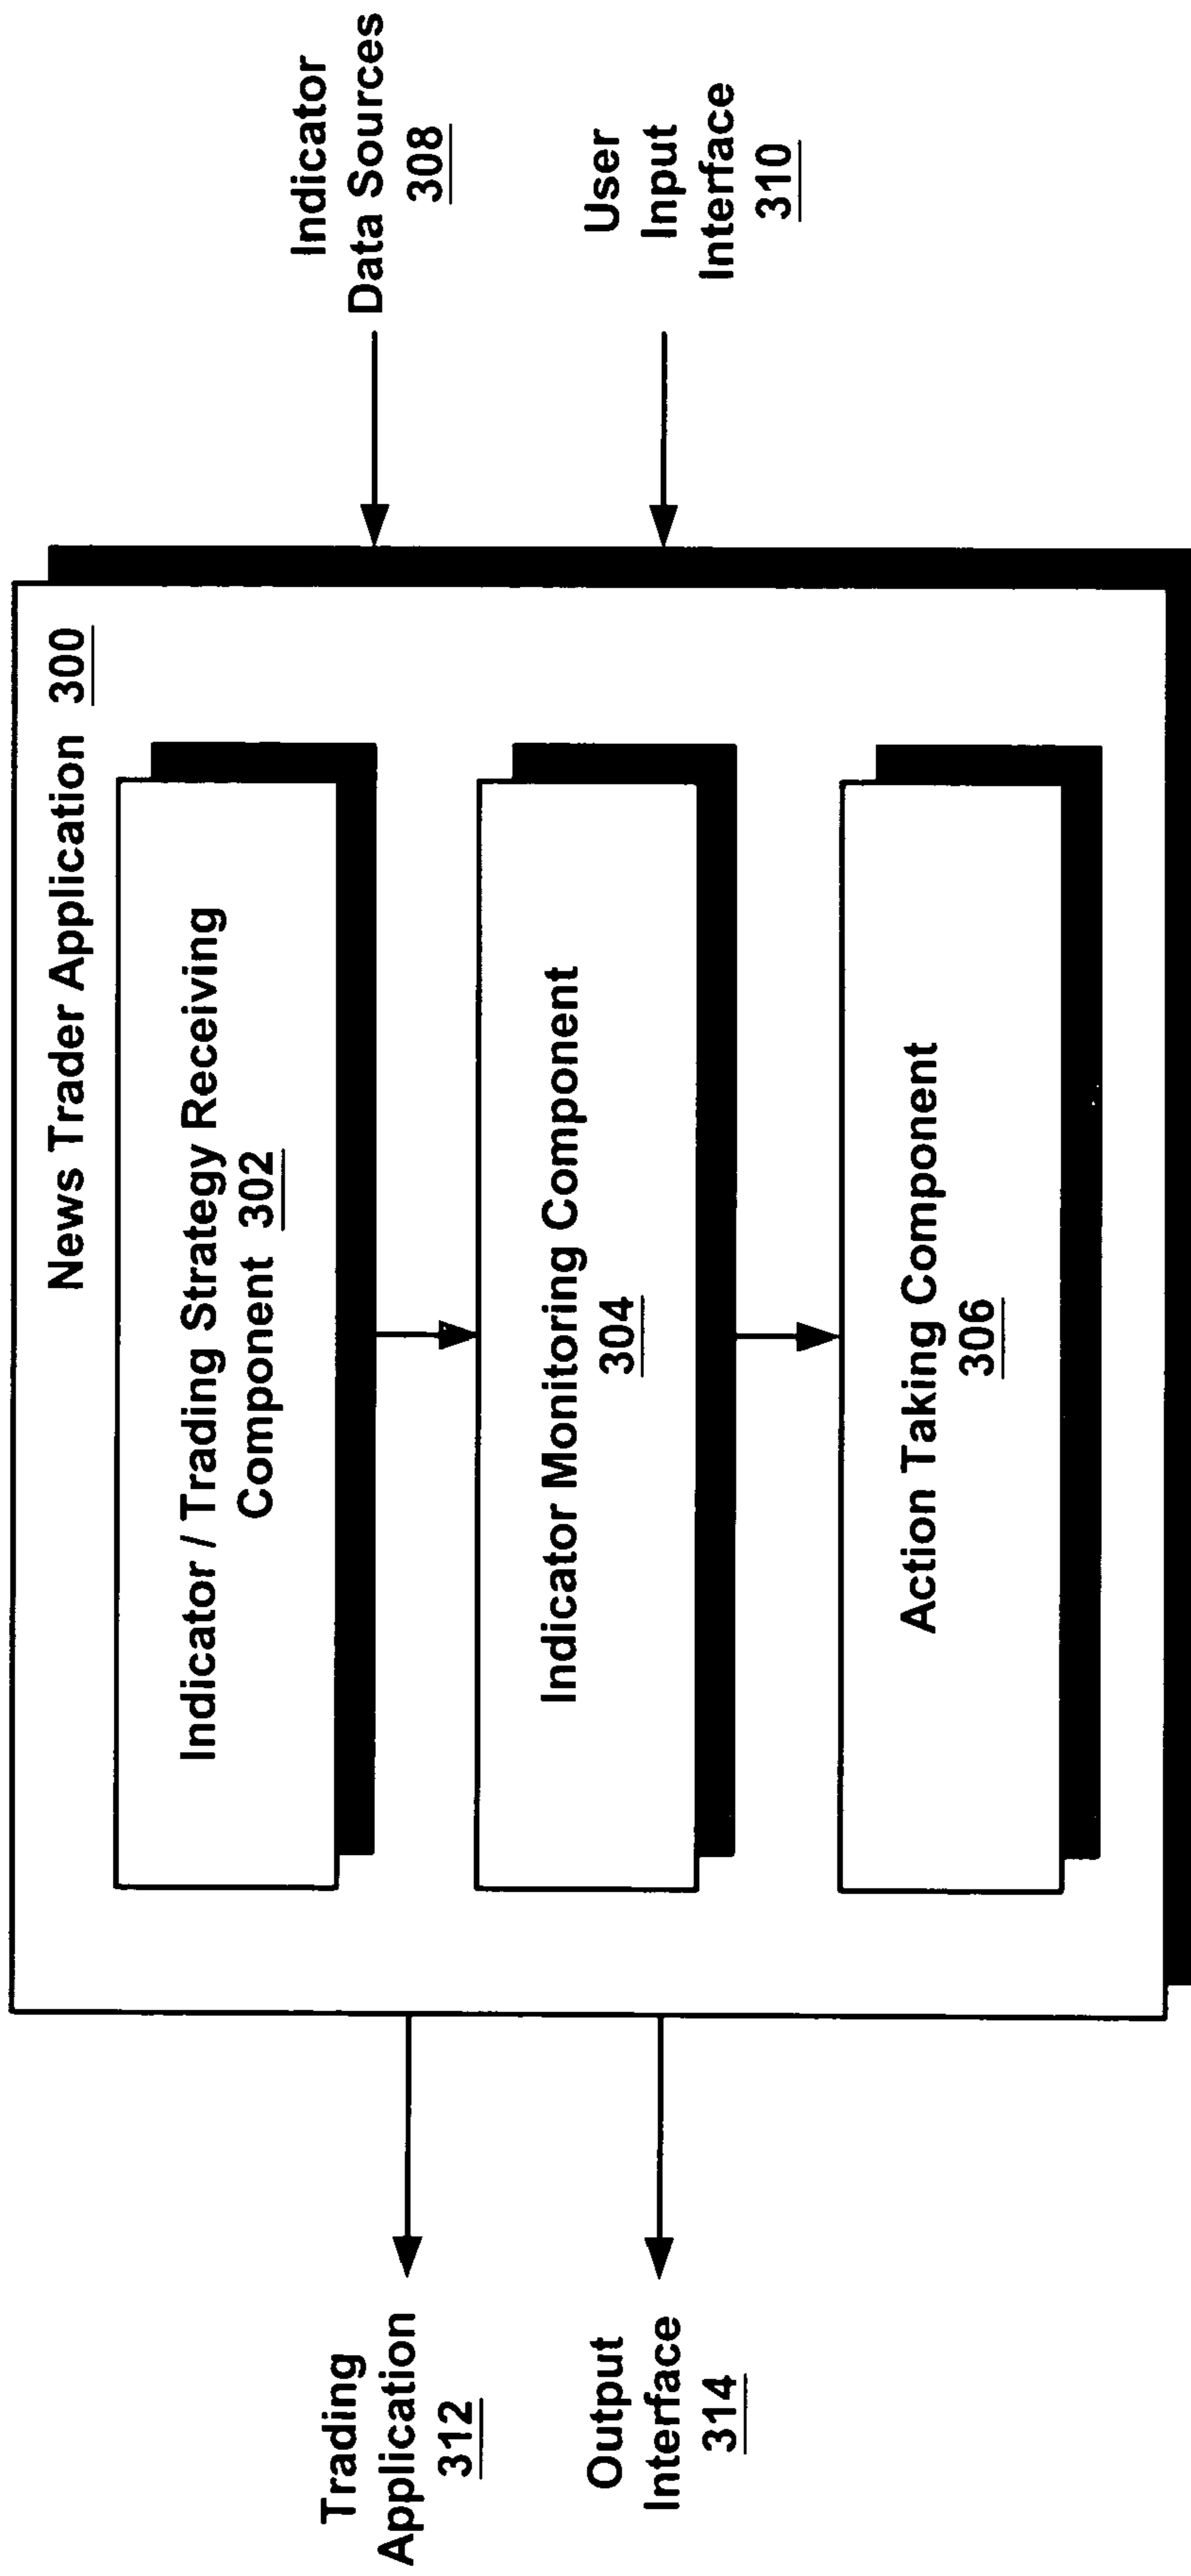 News Trader Application 300
Indicator / Trading Strategy Receiving
Component 302
Indicator Monitoring Component
304
Action Taking Component
306
Trading
Application
312
Output
Interface
314
Indicator
Data Sources
308
User
Input
Interface
310